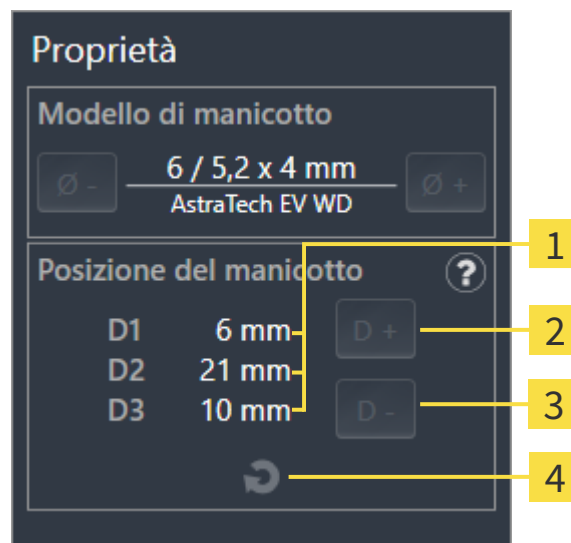 Proprietà
Modello di manicotto
Ø -
6 / 5,2 x 4 mm
Ø +
AstraTech EV WD
1
Posizione del manicotto
?
D1 6 mm
D +
2
D2 21 mm
D3 10 mm
D -
3
4